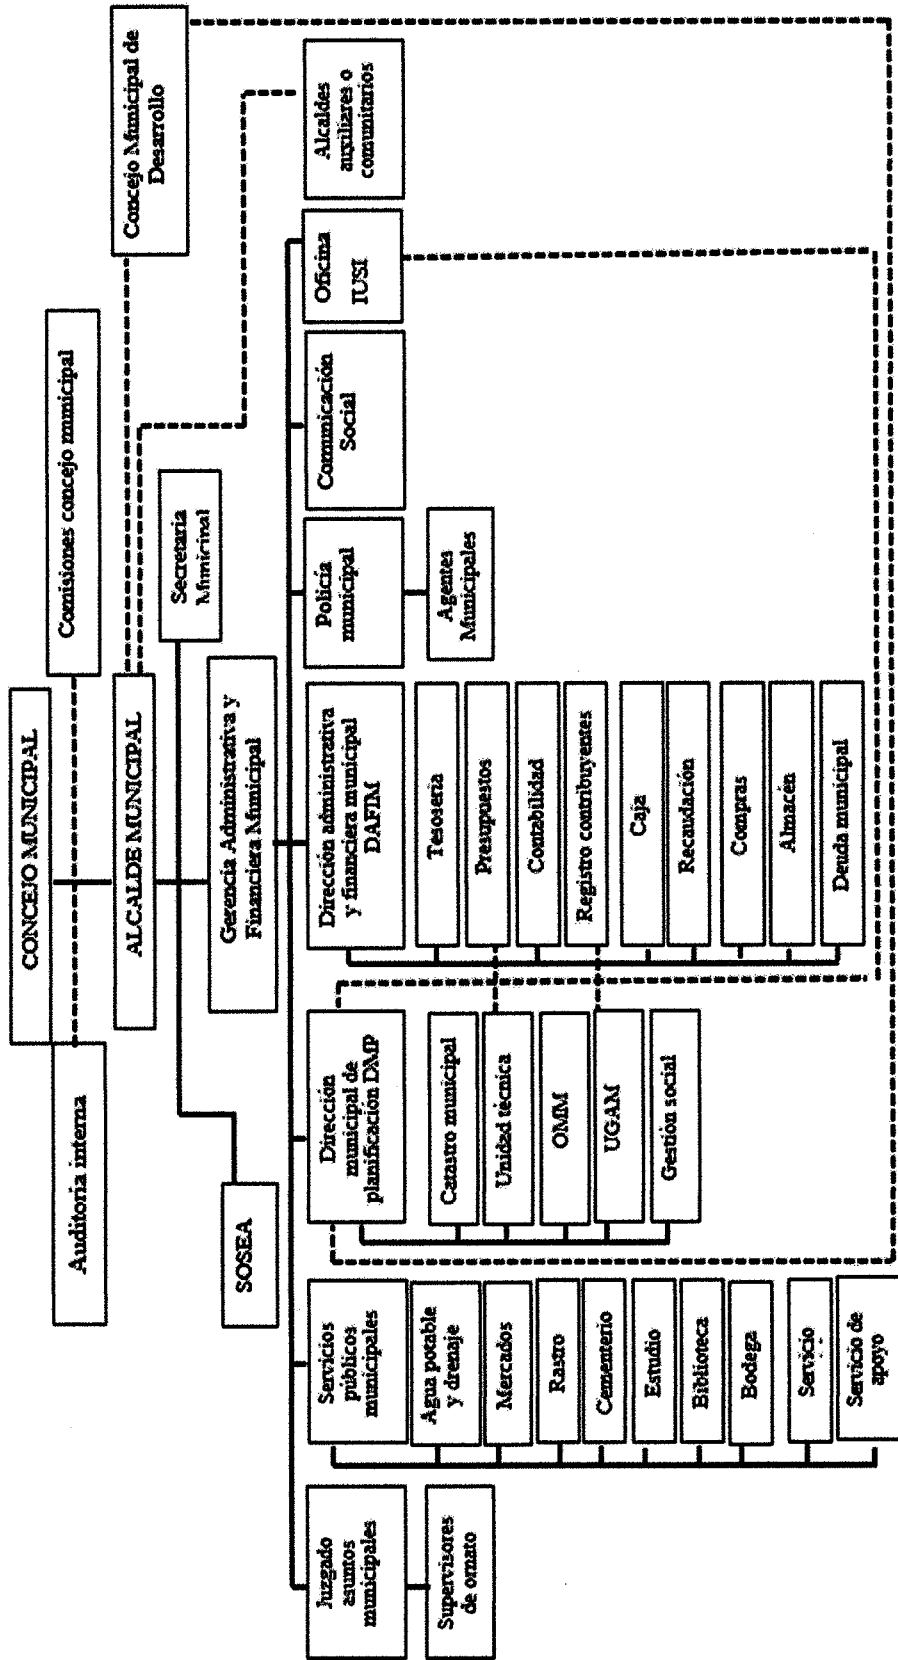 CONCEJO MUNICIPAL
Auditoria interna
Comisiones concejo municipal
ALCALDE MUNICIPAL
Concejo Municipal de
Desarrollo
Secretaria
Municipal
SOSEA
Gerencia Administrativa y
Financiera Municipal
Juzgado
asuntos
municipales
Supervisores
de ornato
Servicios
públicos
municipales
Agua potable
y drenaje
Mercados
Rastro
Cementerio
Estudio
Biblioteca
Bodega
Servicio
Servicio de
apoyo
Dirección
municipal de
planificación DMP
Catastro municipal
Unidad técnica
OMM
UGAM
Gestión social
Dirección administrativa
y financiera municipal
DAFIM
Tesoseria
Presupuestos
Contabilidad
Registro contribuyentes
Caja
Recaudación
Compras
Almacén
Deuda municipal
Policía
municipal
Agentes
Municipales
Comunicación
Social
Oficina
IUSI
Alcaldes
auxiliares o
comunitarios